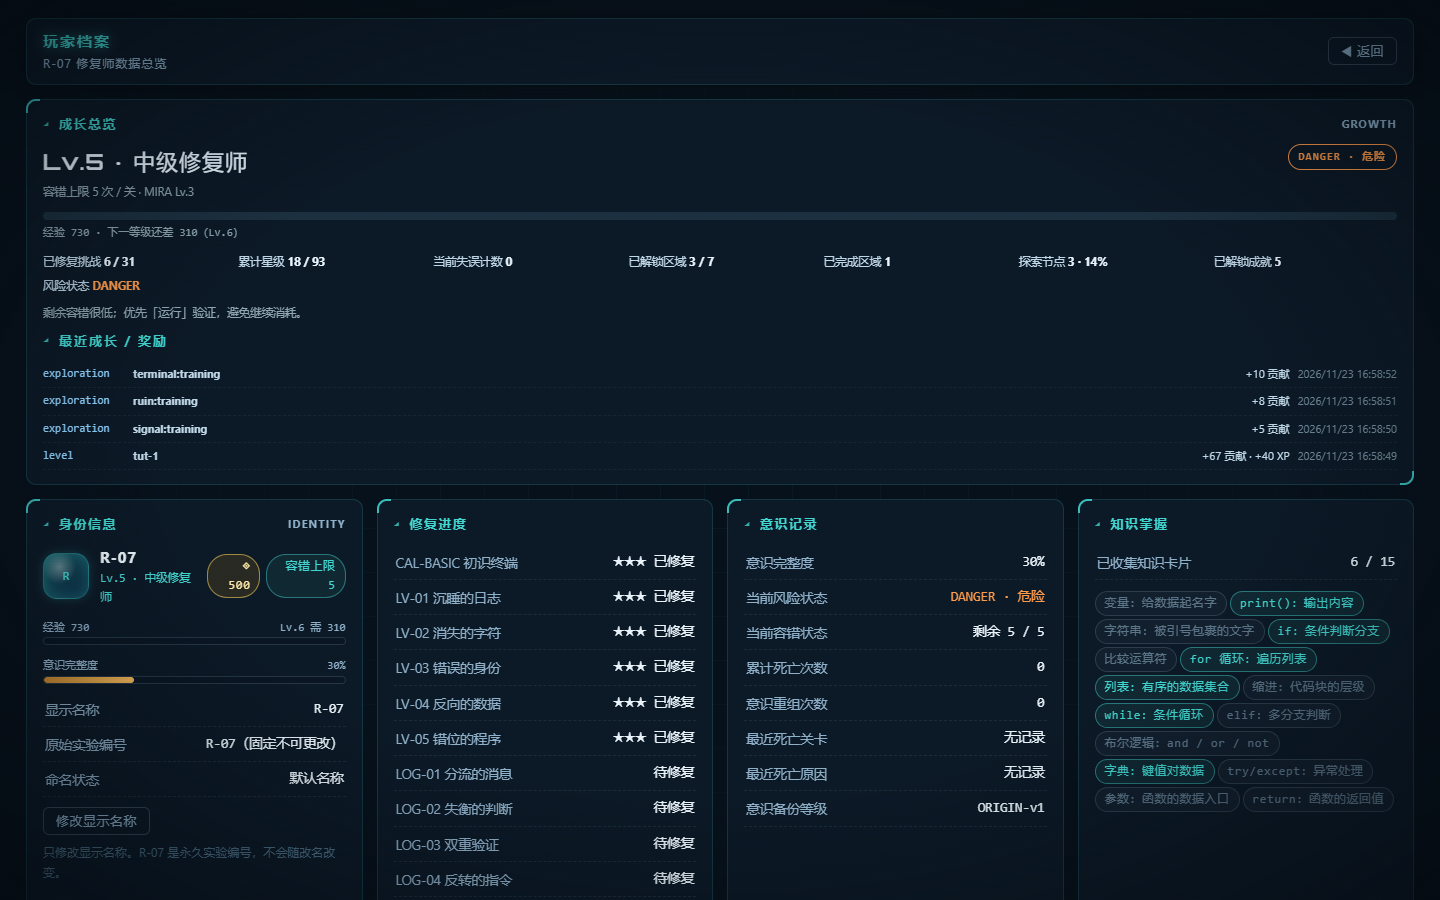 玩家档案
R-07 修复师数据总览
◀ 返回
成长总览
GROWTH
Lv.5 · 中级修复师
DANGER · 危险
容错上限 5 次 / 关 · MIRA Lv.3
经验 730 · 下一等级还差 310 (Lv.6)
已修复挑战 6 / 31
累计星级 18 / 93
当前失误计数 0
已解锁区域 3 / 7
已完成区域 1
探索节点 3 · 14%
已解锁成就 5
风险状态 DANGER
剩余容错很低；优先「运行」验证，避免继续消耗。
最近成长 / 奖励
exploration terminal:training +10 贡献 2026/11/23 16:58:52
exploration ruin:training +8 贡献 2026/11/23 16:58:51
exploration signal:training +5 贡献 2026/11/23 16:58:50
level tut-1 +67 贡献 · +40 XP 2026/11/23 16:58:49
身份信息
IDENTITY
R
R-07
Lv.5 · 中级修复
师
◈
500
容错上限
5
经验 730
Lv.6 需 310
意识完整度
30%
显示名称 R-07
原始实验编号 R-07（固定不可更改）
命名状态 默认名称
修改显示名称
只修改显示名称。R-07 是永久实验编号，不会随改名改
变。
修复进度
CAL-BASIC 初识终端 ★★★ 已修复
LV-01 沉睡的日志 ★★★ 已修复
LV-02 消失的字符 ★★★ 已修复
LV-03 错误的身份 ★★★ 已修复
LV-04 反向的数据 ★★★ 已修复
LV-05 错位的程序 ★★★ 已修复
LOG-01 分流的消息 待修复
LOG-02 失衡的判断 待修复
LOG-03 双重验证 待修复
LOG-04 反转的指令 待修复
意识记录
意识完整度 30%
当前风险状态 DANGER · 危险
当前容错状态 剩余 5 / 5
累计死亡次数 0
意识重组次数 0
最近死亡关卡 无记录
最近死亡原因 无记录
意识备份等级 ORIGIN-v1
知识掌握
已收集知识卡片 6 / 15
变量: 给数据起名字
print(): 输出内容
字符串: 被引号包裹的文字
if: 条件判断分支
比较运算符
for 循环: 遍历列表
列表: 有序的数据集合
缩进: 代码块的层级
while: 条件循环
elif: 多分支判断
布尔逻辑: and / or / not
字典: 键值对数据
try/except: 异常处理
参数: 函数的数据入口
return: 函数的返回值